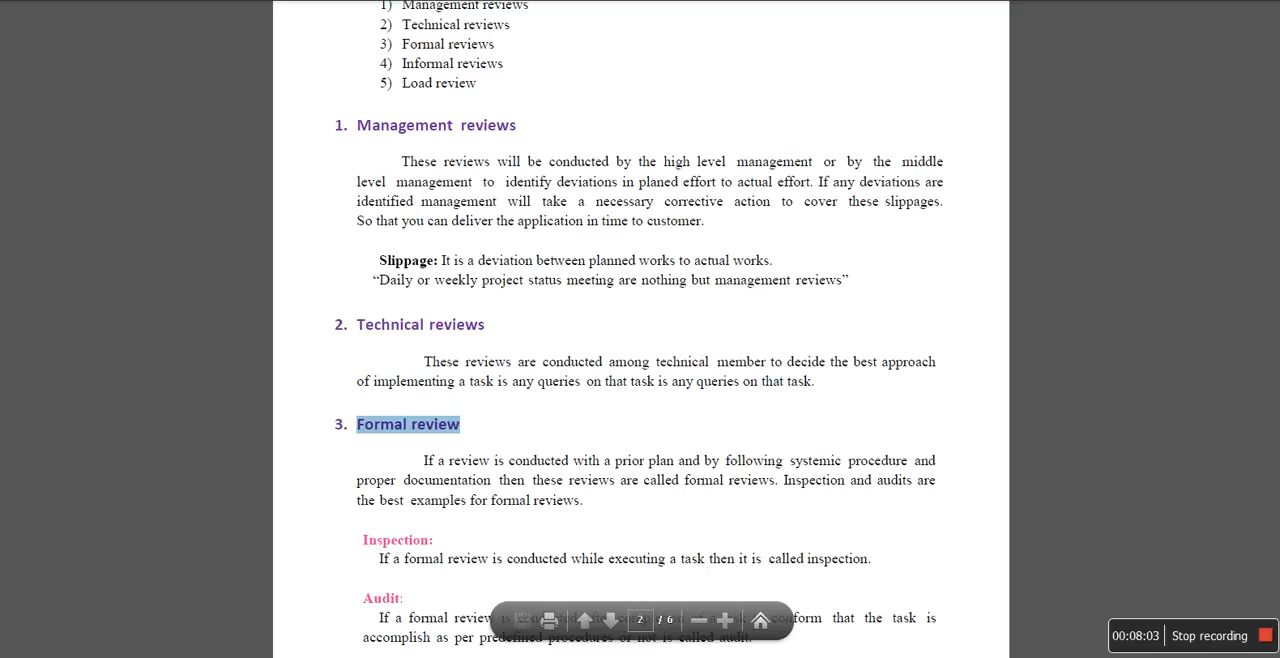 1) Management reviews
2) Technical reviews
3) Formal reviews
4) Informal reviews
5) Load review
1. Management reviews
These reviews will be conducted by the high level management or by the middle
level management to identify deviations in planed effort to actual effort. If any deviations are
identified management will take a necessary corrective action to cover these slippages.
So that you can deliver the application in time to customer.
Slippage: It is a deviation between planned works to actual works.
“Daily or weekly project status meeting are nothing but management reviews”
2. Technical reviews
These reviews are conducted among technical member to decide the best approach
of implementing a task is any queries on that task is any queries on that task.
3. Formal review
If a review is conducted with a prior plan and by following systemic procedure and
proper documentation then these reviews are called formal reviews. Inspection and audits are
the best examples for formal reviews.
Inspection:
If a formal review is conducted while executing a task then it is called inspection.
Audit:
If a formal review is conform that the task is
accomplish as per predefined procedures or not is called audit.
2 / 6
00:08:03 Stop recording